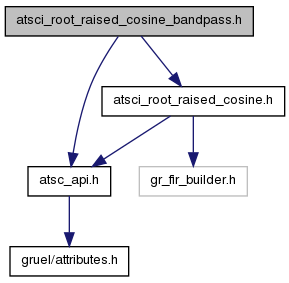 atsci_root_raised_cosine_bandpass.h
atsci_root_raised_cosine.h
atsc_api.h
gr_fir_builder.h
gruel/attributes.h